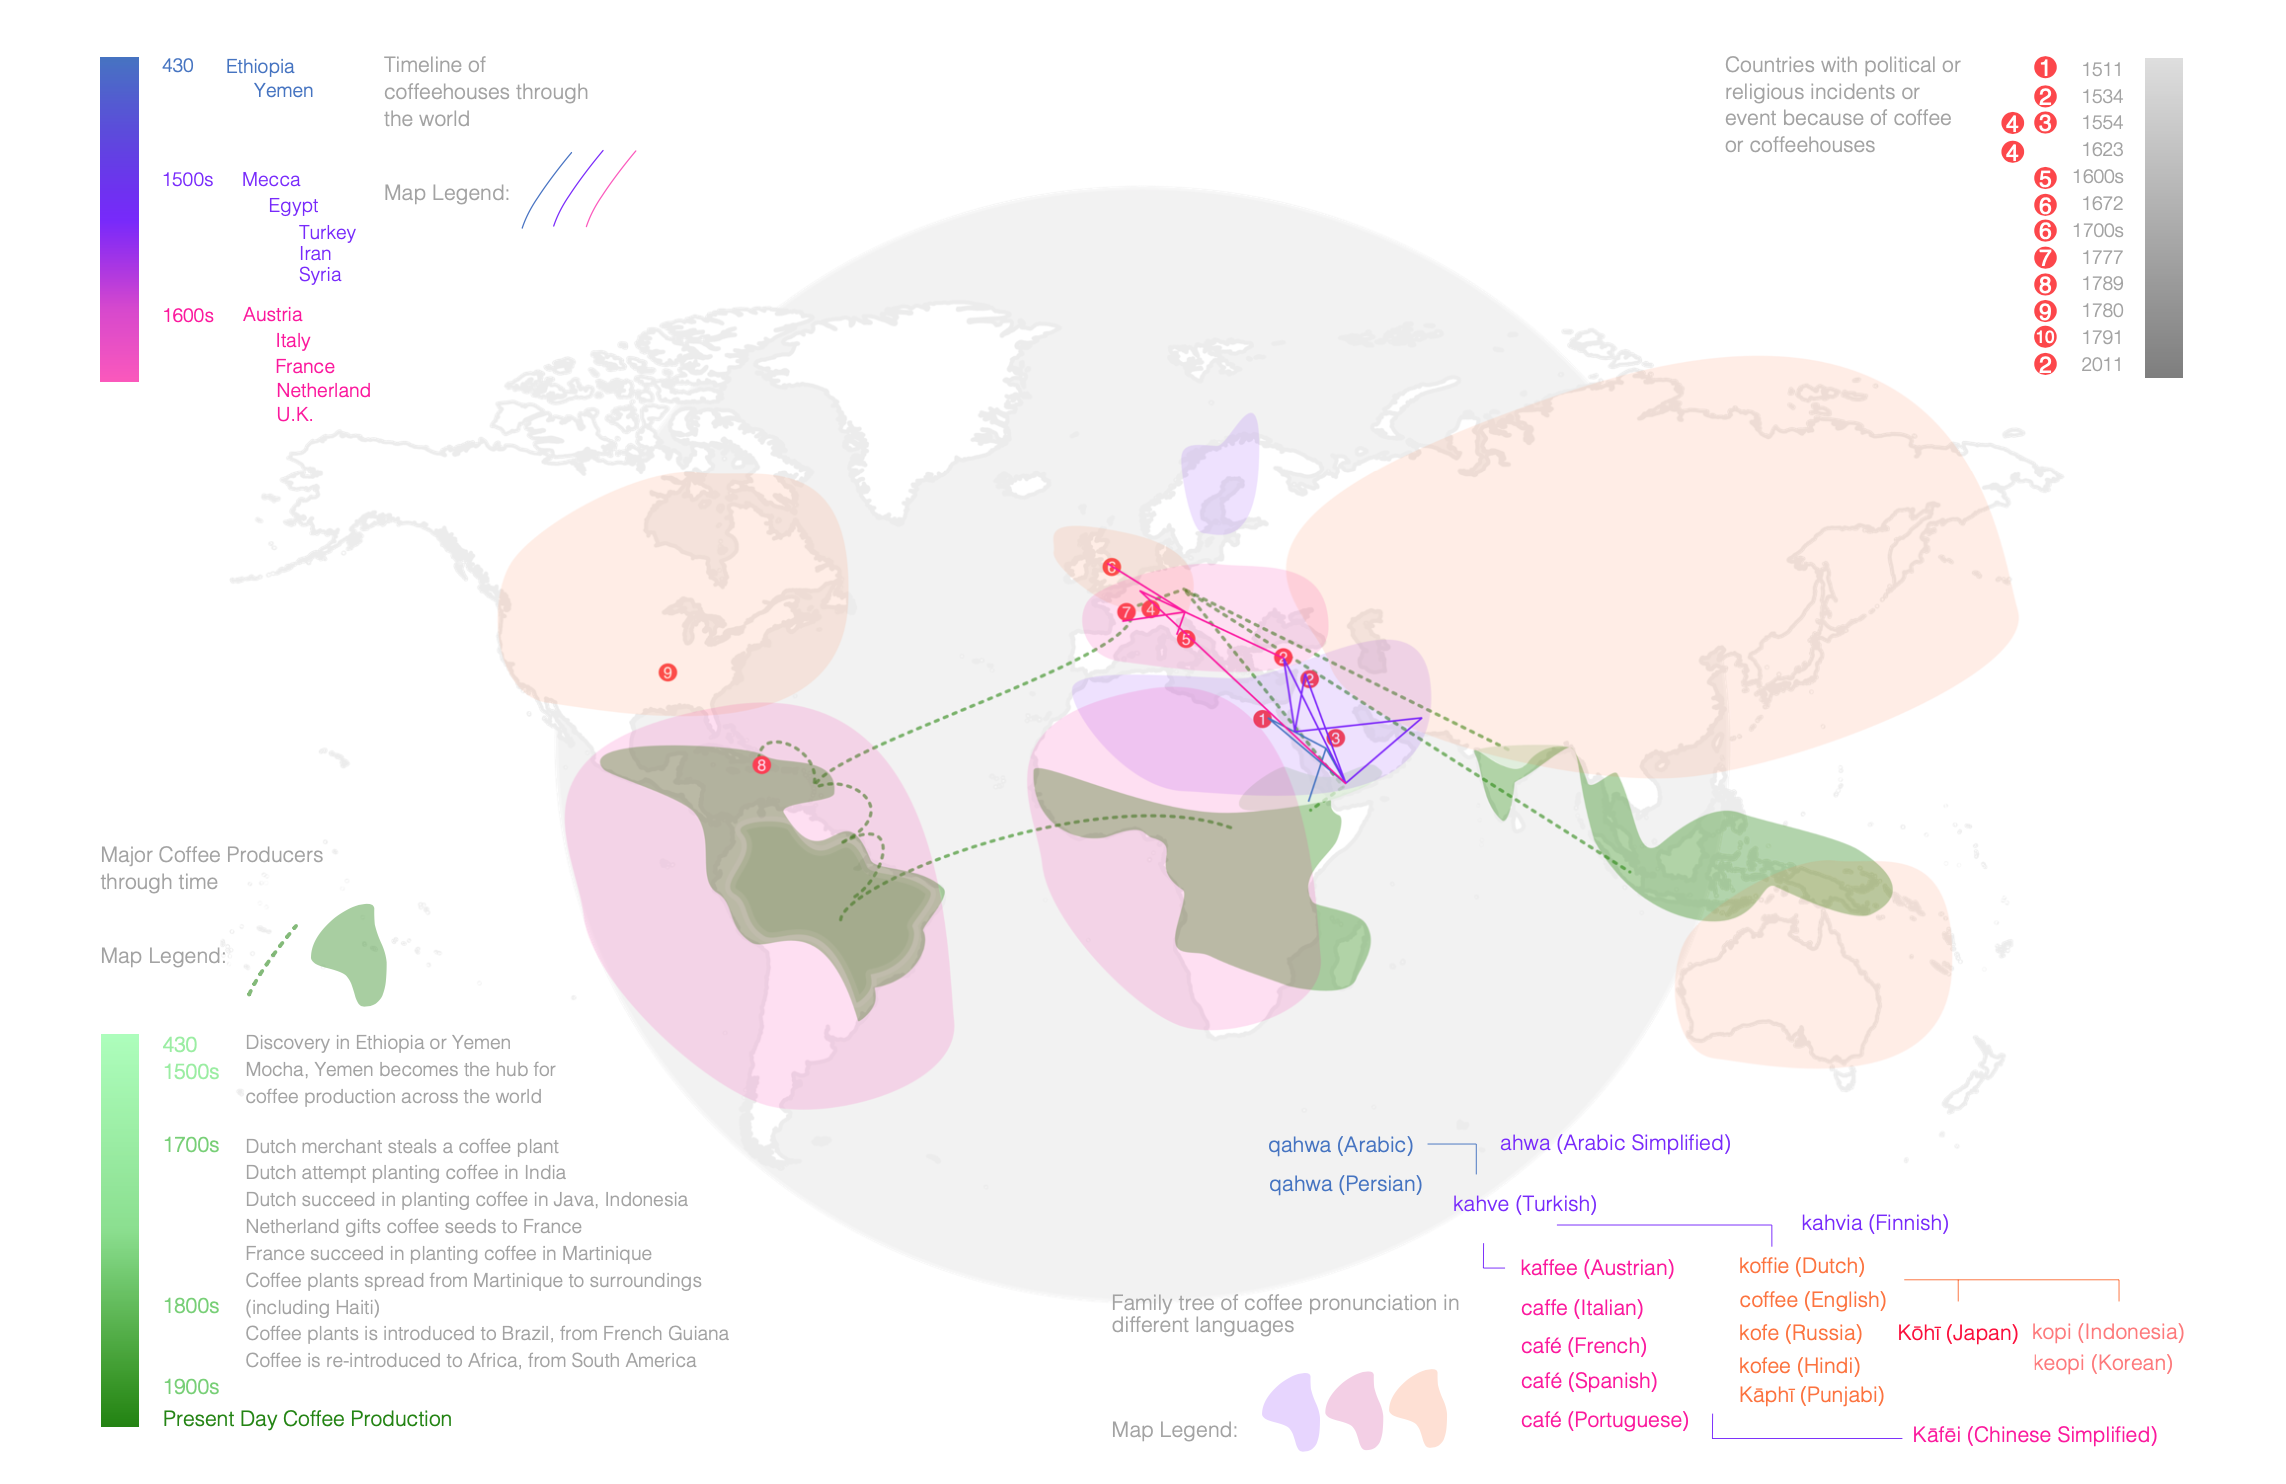 430 Ethiopia
Yemen
1500s Mecca
Egypt
Turkey
Iran
Syria
1600s Austria
Italy
France
Netherland
U.K.
Timeline of
coffeehouses through
the world
Map Legend:
Countries with political or
religious incidents or
event because of coffee
or coffeehouses
1 1511
2 1534
4 3 1554
4 1623
5 1600s
6 1672
6 1700s
7 1777
8 1789
9 1780
10 1791
2 2011
7
4
5
9
2
1
3
8
Major Coffee Producers
through time
Map Legend:
430 Discovery in Ethiopia or Yemen
1500s Mocha, Yemen becomes the hub for
coffee production across the world
1700s Dutch merchant steals a coffee plant
Dutch attempt planting coffee in India
Dutch succeed in planting coffee in Java, Indonesia
Netherland gifts coffee seeds to France
France succeed in planting coffee in Martinique
Coffee plants spread from Martinique to surroundings
1800s (including Haiti)
Coffee plants is introduced to Brazil, from French Guiana
Coffee is re-introduced to Africa, from South America
1900s
Present Day Coffee Production
qahwa (Arabic) ahwa (Arabic Simplified)
qahwa (Persian)
kahve (Turkish)
kahvia (Finnish)
kaffee (Austrian)
caffe (Italian)
café (French)
café (Spanish)
café (Portuguese)
koffie (Dutch)
coffee (English)
kofe (Russia)
kofee (Hindi)
Kāphī (Punjabi)
Kōhī (Japan)
kopi (Indonesia)
keopi (Korean)
Kāfēi (Chinese Simplified)
Family tree of coffee pronunciation in
different languages
Map Legend: